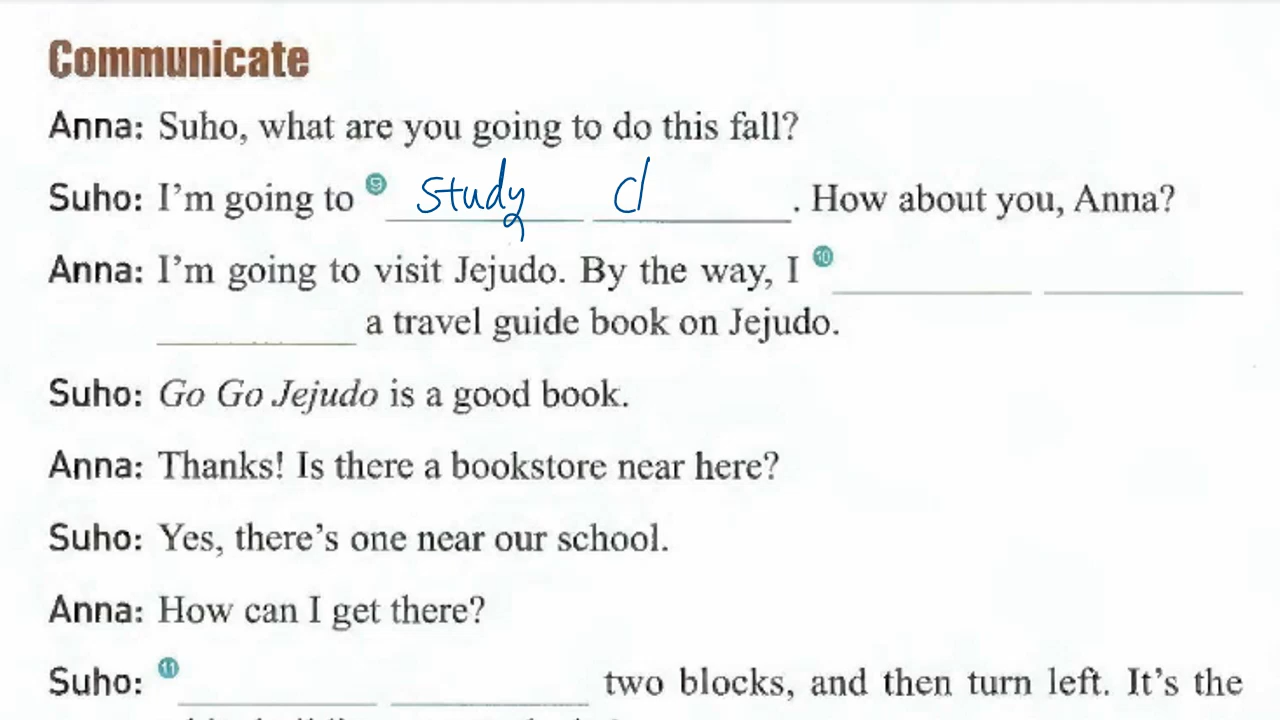 Communicate
Anna: Suho, what are you going to do this fall?
Suho: I'm going to 9 study . How about you, Anna?
Anna: I'm going to visit Jejudo. By the way, I 10
a travel guide book on Jejudo.
Suho: Go Go Jejudo is a good book.
Anna: Thanks! Is there a bookstore near here?
Suho: Yes, there's one near our school.
Anna: How can I get there?
Suho: 11 two blocks, and then turn left. It's the